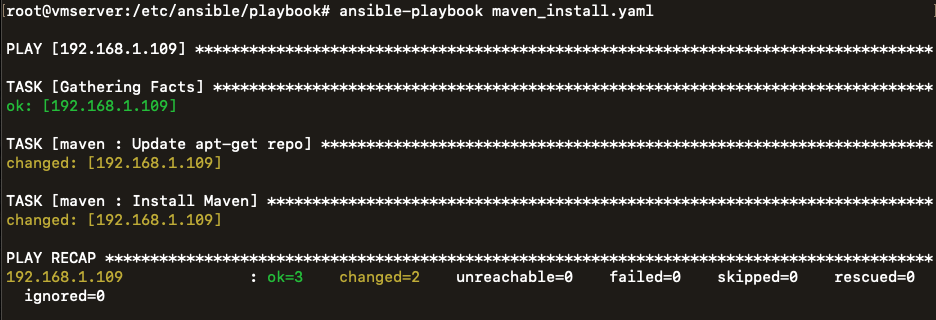 [root@vmserver:/etc/ansible/playbook# ansible-playbook maven_install.yaml
PLAY [192.168.1.109] **********************************************************************************
TASK [Gathering Facts] ********************************************************************************
ok: [192.168.1.109]
TASK [maven : Update apt-get repo] ********************************************************************
changed: [192.168.1.109]
TASK [maven : Install Maven] **************************************************************************
changed: [192.168.1.109]
PLAY RECAP ********************************************************************************************
192.168.1.109              : ok=3    changed=2    unreachable=0    failed=0    skipped=0    rescued=0
  ignored=0